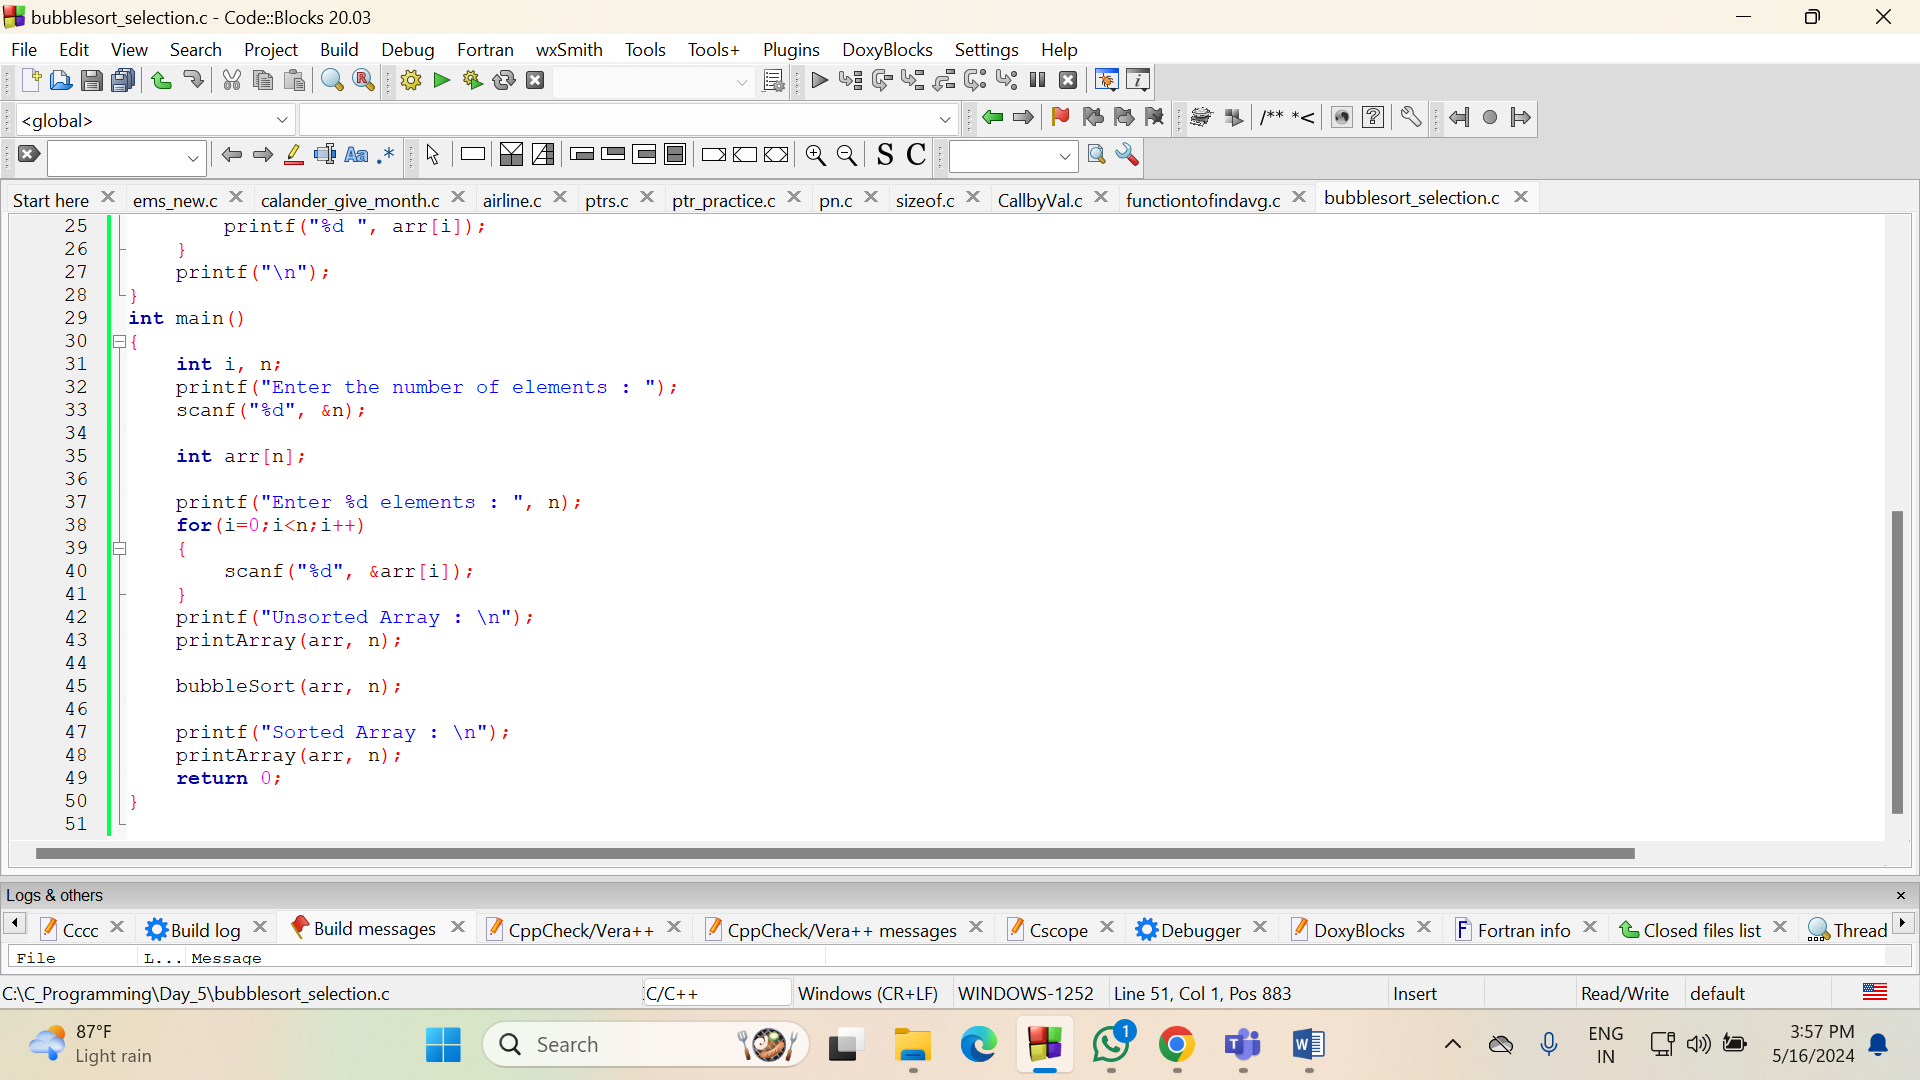 bubblesort_selection.c - Code::Blocks 20.03
File Edit View Search Project Build Debug Fortran wxSmith Tools Tools+ Plugins DoxyBlocks Settings Help
<global>
/** *<
Aa .* S C
Start here ems_new.c calander_give_month.c airline.c ptrs.c ptr_practice.c pn.c sizeof.c CallbyVal.c functiontofindavg.c bubblesort_selection.c
25 printf("%d ", arr[i]);
26 }
27 printf("\n");
28 }
29 int main()
30 {
31 int i, n;
32 printf("Enter the number of elements : ");
33 scanf("%d", &n);
34
35 int arr[n];
36
37 printf("Enter %d elements : ", n);
38 for(i=0;i<n;i++)
39 {
40 scanf("%d", &arr[i]);
41 }
42 printf("Unsorted Array : \n");
43 printArray(arr, n);
44
45 bubbleSort(arr, n);
46
47 printf("Sorted Array : \n");
48 printArray(arr, n);
49 return 0;
50 }
51
Logs & others
Cccc Build log Build messages CppCheck/Vera++ CppCheck/Vera++ messages Cscope Debugger DoxyBlocks Fortran info Closed files list Thread
File L... Message
C:\C_Programming\Day_5\bubblesort_selection.c C/C++ Windows (CR+LF) WINDOWS-1252 Line 51, Col 1, Pos 883 Insert Read/Write default
87°F
Light rain
Search
1
ENG
IN
3:57 PM
5/16/2024